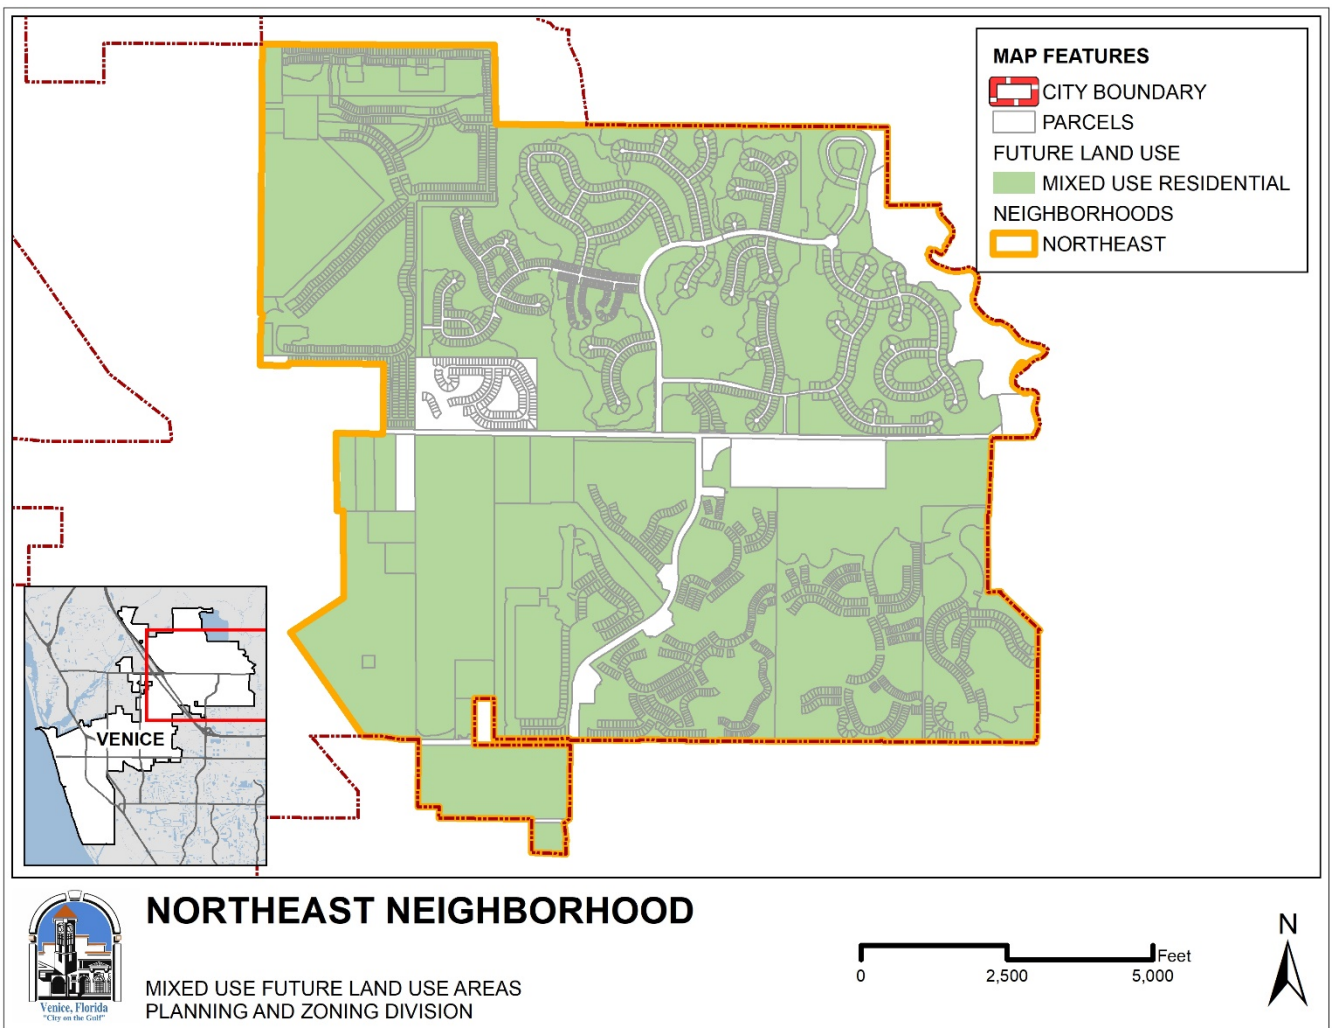 MAP FEATURES
CITY BOUNDARY
PARCELS
FUTURE LAND USE
MIXED USE RESIDENTIAL
NEIGHBORHOODS
NORTHEAST
VENICE
NORTHEAST NEIGHBORHOOD
MIXED USE FUTURE LAND USE AREAS
PLANNING AND ZONING DIVISION
Venice, Florida
"City on the Gulf"
Feet
0 2,500 5,000
N